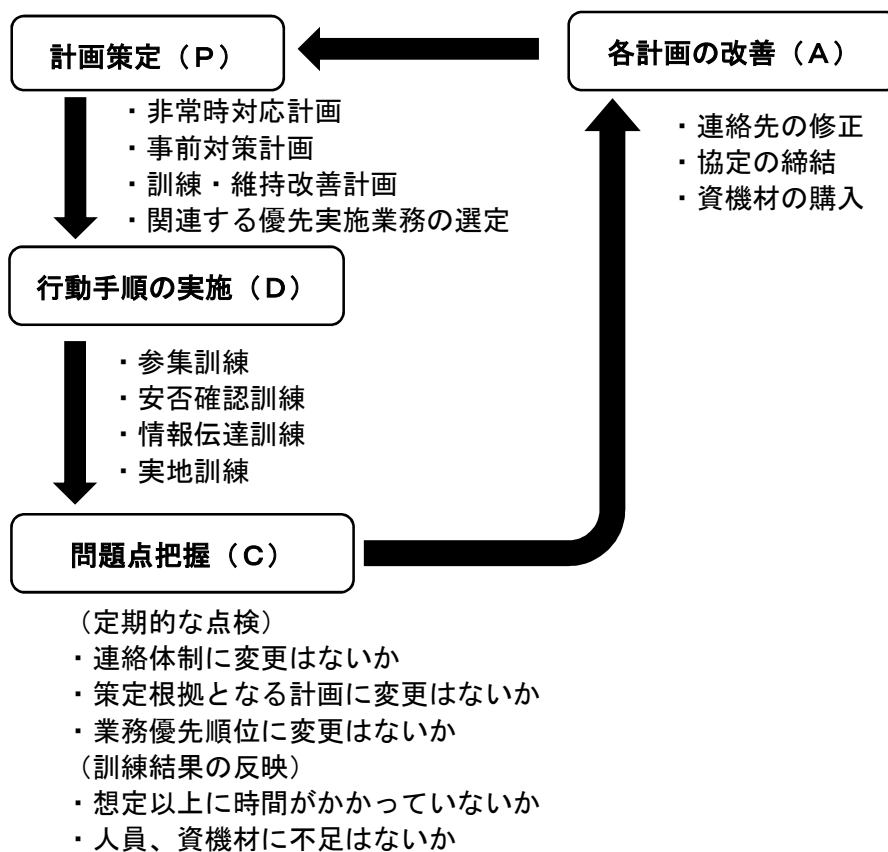 計画策定（P）
・非常時対応計画
・事前対策計画
・訓練・維持改善計画
・関連する優先実施業務の選定
行動手順の実施（D）
・参集訓練
・安否確認訓練
・情報伝達訓練
・実地訓練
問題点把握（C）
（定期的な点検）
・連絡体制に変更はないか
・策定根拠となる計画に変更はないか
・業務優先順位に変更はないか
（訓練結果の反映）
・想定以上に時間がかかっていないか
・人員、資機材に不足はないか
各計画の改善（A）
・連絡先の修正
・協定の締結
・資機材の購入